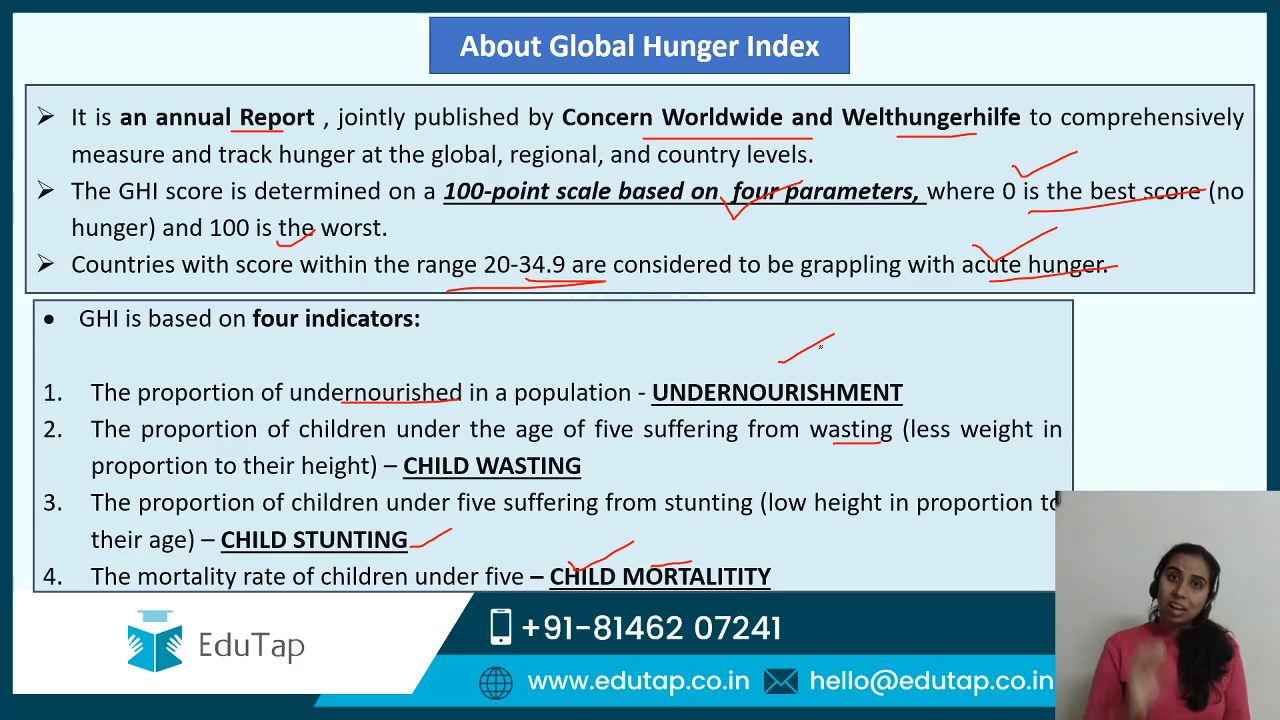 About Global Hunger Index
➢ It is an annual Report , jointly published by Concern Worldwide and Welthungerhilfe to comprehensively
measure and track hunger at the global, regional, and country levels.
➢ The GHI score is determined on a 100-point scale based on four parameters, where 0 is the best score (no
hunger) and 100 is the worst.
➢ Countries with score within the range 20-34.9 are considered to be grappling with acute hunger.
• GHI is based on four indicators:
1. The proportion of undernourished in a population - UNDERNOURISHMENT
2. The proportion of children under the age of five suffering from wasting (less weight in
proportion to their height) – CHILD WASTING
3. The proportion of children under five suffering from stunting (low height in proportion to
their age) – CHILD STUNTING
4. The mortality rate of children under five – CHILD MORTALITITY
EduTap
+91-81462 07241
www.edutap.co.in
hello@edutap.co.in